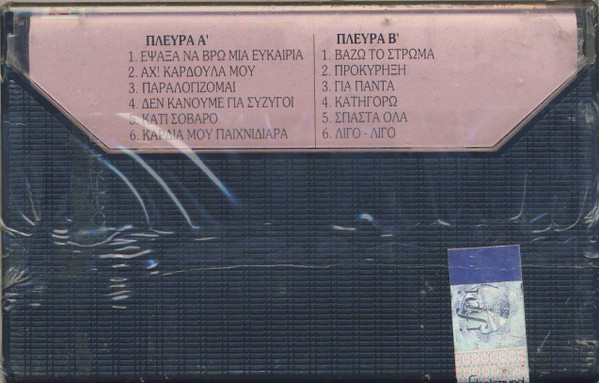 ΠΛΕΥΡΑ Α'
1. ΕΨΑΞΑ ΝΑ ΒΡΩ ΜΙΑ ΕΥΚΑΙΡΙΑ
2. ΑΧ! ΚΑΡΔΟΥΛΑ ΜΟΥ
3. ΠΑΡΑΛΟΓΙΖΟΜΑΙ
4. ΔΕΝ ΚΑΝΟΥΜΕ ΓΙΑ ΣΥΖΥΓΟΙ
5. ΚΑΤΙ ΣΟΒΑΡΟ
6. ΚΑΡΔΙΑ ΜΟΥ ΠΑΙΧΝΙΔΙΑΡΑ
ΠΛΕΥΡΑ Β'
1. ΒΑΖΩ ΤΟ ΣΤΡΩΜΑ
2. ΠΡΟΚΥΡΗΞΗ
3. ΓΙΑ ΠΑΝΤΑ
4. ΚΑΤΗΓΟΡΩ
5. ΣΠΑΣΤΑ ΟΛΑ
6. ΛΙΓΟ - ΛΙΓΟ